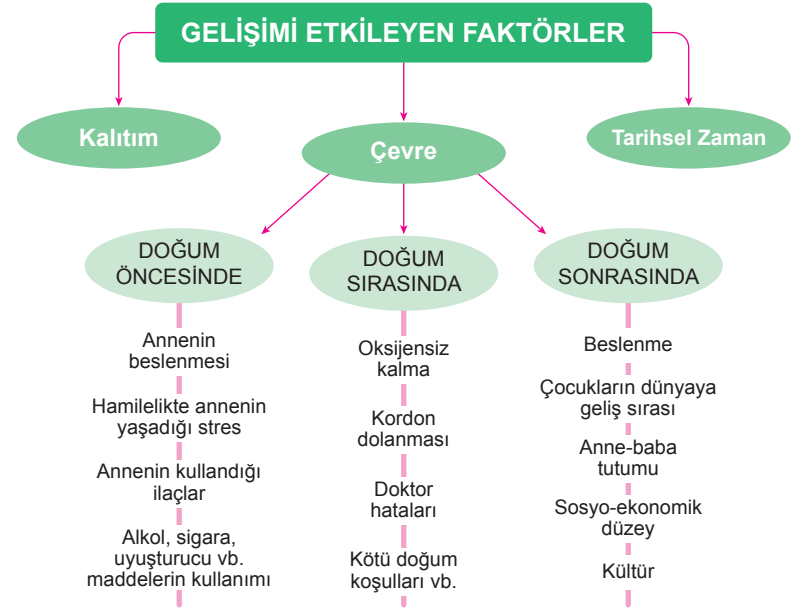 GELİŞİMİ ETKİLEYEN FAKTÖRLER
Kalıtım
Çevre
Tarihsel Zaman
DOĞUM
ÖNCESİNDE
Annenin
beslenmesi
Hamilelikte annenin
yaşadığı stres
Annenin kullandığı
ilaçlar
Alkol, sigara,
uyuşturucu vb.
maddelerin kullanımı
DOĞUM
SIRASINDA
Oksijensiz
kalma
Kordon
dolanması
Doktor
hataları
Kötü doğum
koşulları vb.
DOĞUM
SONRASINDA
Beslenme
Çocukların dünyaya
geliş sırası
Anne-baba
tutumu
Sosyo-ekonomik
düzey
Kültür